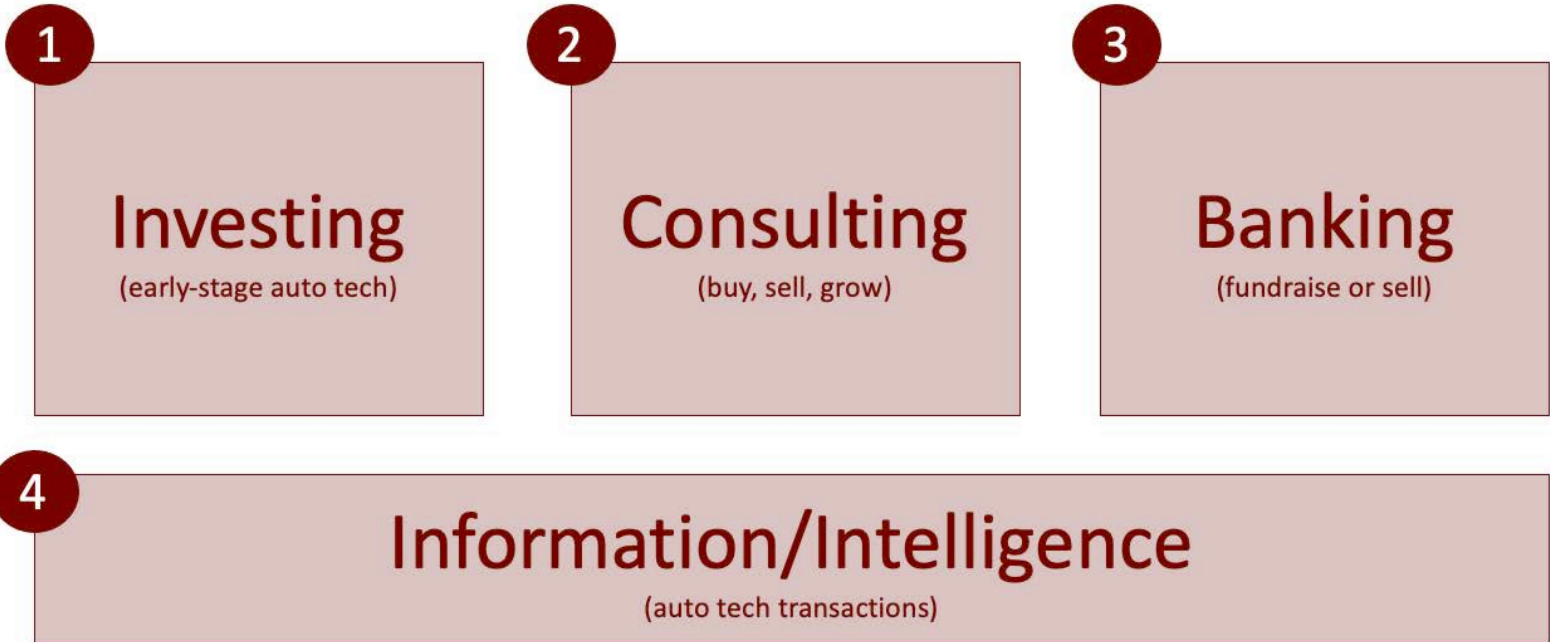 1
Investing
(early-stage auto tech)
2
Consulting
(buy, sell, grow)
3
Banking
(fundraise or sell)
4
Information/Intelligence
(auto tech transactions)